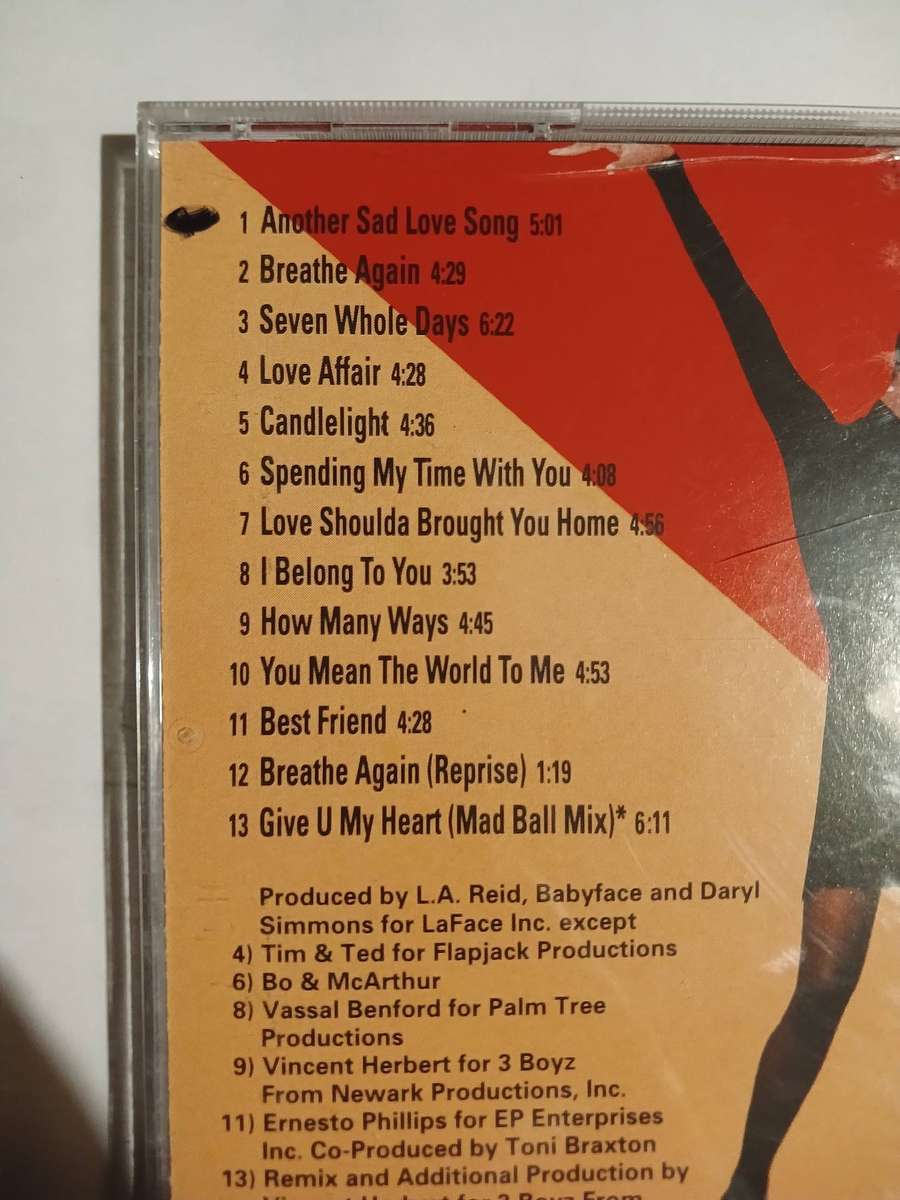 1 Another Sad Love Song 5:01
2 Breathe Again 4:29
3 Seven Whole Days 6:22
4 Love Affair 4:28
5 Candlelight 4:36
6 Spending My Time With You 4:08
7 Love Shoulda Brought You Home 4:56
8 I Belong To You 3:53
9 How Many Ways 4:45
10 You Mean The World To Me 4:53
11 Best Friend 4:28
12 Breathe Again (Reprise) 1:19
13 Give U My Heart (Mad Ball Mix)* 6:11
Produced by L.A. Reid, Babyface and Daryl
Simmons for LaFace Inc. except
4) Tim & Ted for Flapjack Productions
6) Bo & McArthur
8) Vassal Benford for Palm Tree
Productions
9) Vincent Herbert for 3 Boyz
From Newark Productions, Inc.
11) Ernesto Phillips for EP Enterprises
Inc. Co-Produced by Toni Braxton
13) Remix and Additional Production by
Vincent Herbert for 3 Boyz From